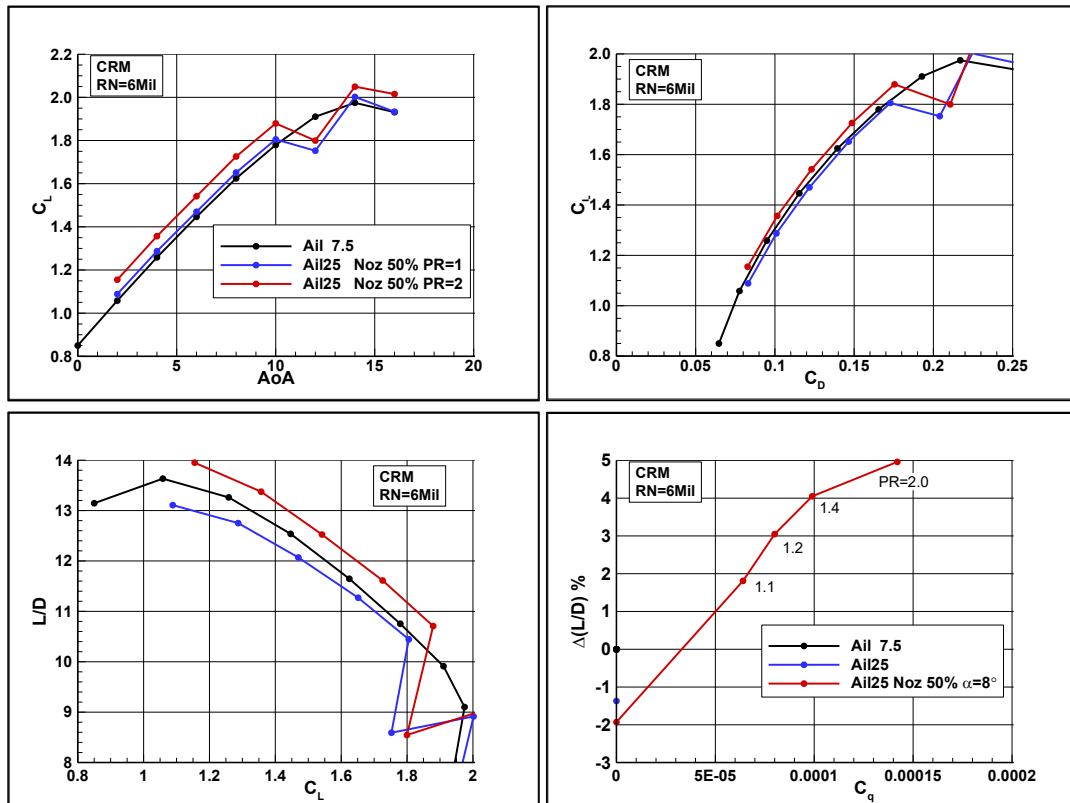 2.2
2.0
1.8
1.6
1.4
1.2
1.0
0.8
C_L
CRM
RN=6Mil
Ail 7.5
Ail25 Noz 50% PR=1
Ail25 Noz 50% PR=2
0 5 10 15 20
AoA
2.0
1.8
1.6
1.4
1.2
1.0
0.8
C_L
CRM
RN=6Mil
0 0.05 0.1 0.15 0.2 0.25
C_D
14
13
12
11
10
9
8
L/D
CRM
RN=6Mil
0.8 1 1.2 1.4 1.6 1.8 2
C_L
5
4
3
2
1
0
-1
-2
-3
Δ(L/D) %
CRM
RN=6Mil
PR=2.0
1.4
1.2
1.1
Ail 7.5
Ail25
Ail25 Noz 50% α=8°
0 5E-05 0.0001 0.00015 0.0002
C_q